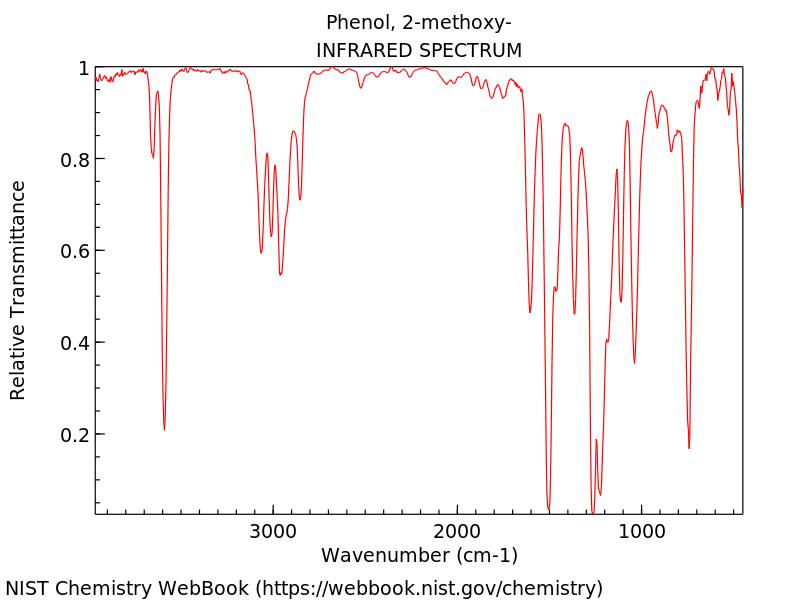 Phenol, 2-methoxy-
INFRARED SPECTRUM
1
0.8
0.6
0.4
0.2
Relative Transmittance
3000 2000 1000
Wavenumber (cm-1)
NIST Chemistry WebBook (https://webbook.nist.gov/chemistry)